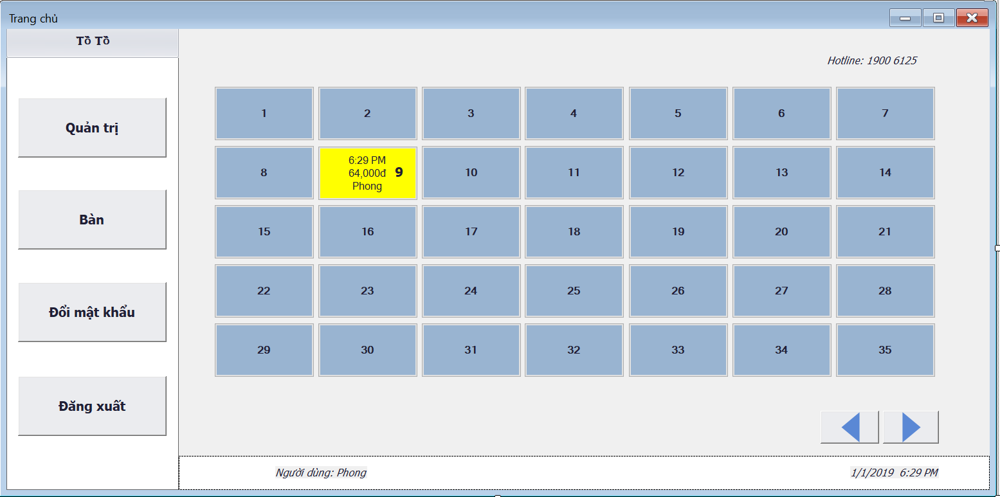 Trang chủ
Tồ Tồ
Hotline: 1900 6125
Quản trị
Bàn
Đổi mật khẩu
Đăng xuất
1 2 3 4 5 6 7
8
6:29 PM
64,000đ 9
Phong
10 11 12 13 14
15 16 17 18 19 20 21
22 23 24 25 26 27 28
29 30 31 32 33 34 35
Người dùng: Phong
1/1/2019 6:29 PM